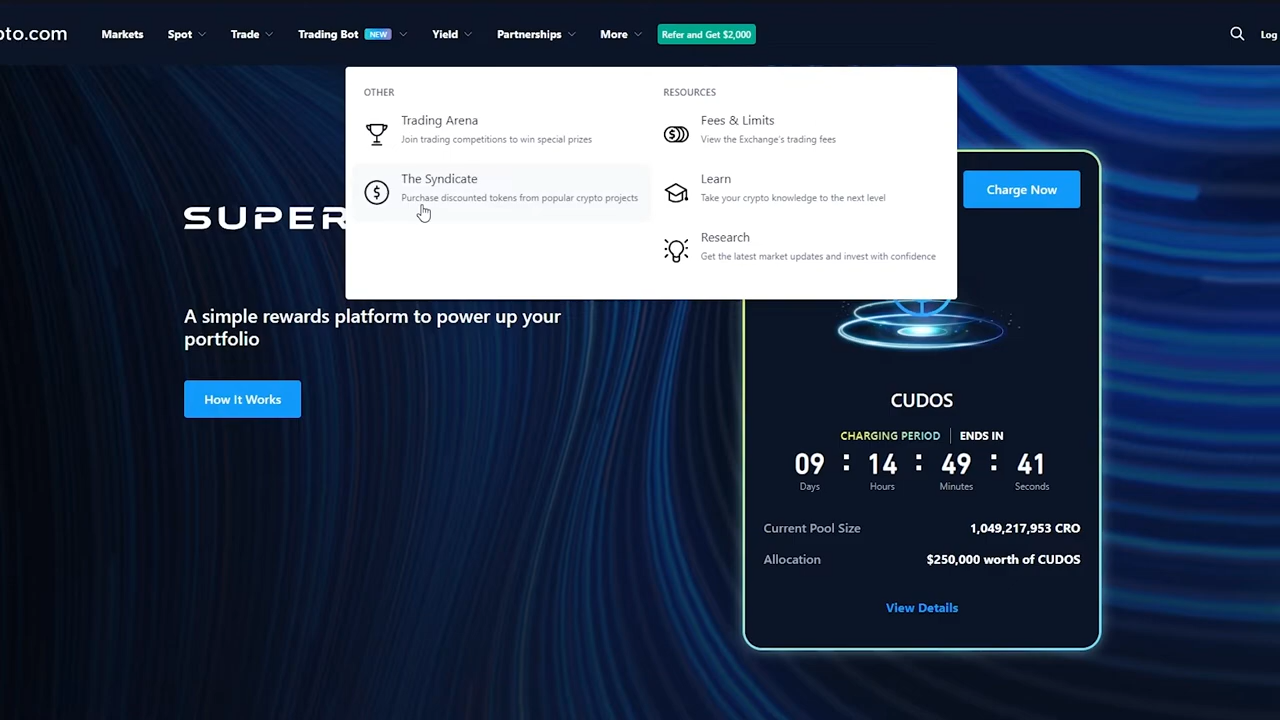 pto.com
Markets
Spot
Trade
Trading Bot NEW
Yield
Partnerships
More
Refer and Get $2,000
Log
OTHER
Trading Arena
Join trading competitions to win special prizes
The Syndicate
Purchase discounted tokens from popular crypto projects
RESOURCES
Fees & Limits
View the Exchange's trading fees
Learn
Take your crypto knowledge to the next level
Research
Get the latest market updates and invest with confidence
SUPER
A simple rewards platform to power up your
portfolio
How It Works
Charge Now
CUDOS
CHARGING PERIOD | ENDS IN
09 : 14 : 49 : 41
Days Hours Minutes Seconds
Current Pool Size 1,049,217,953 CRO
Allocation $250,000 worth of CUDOS
View Details